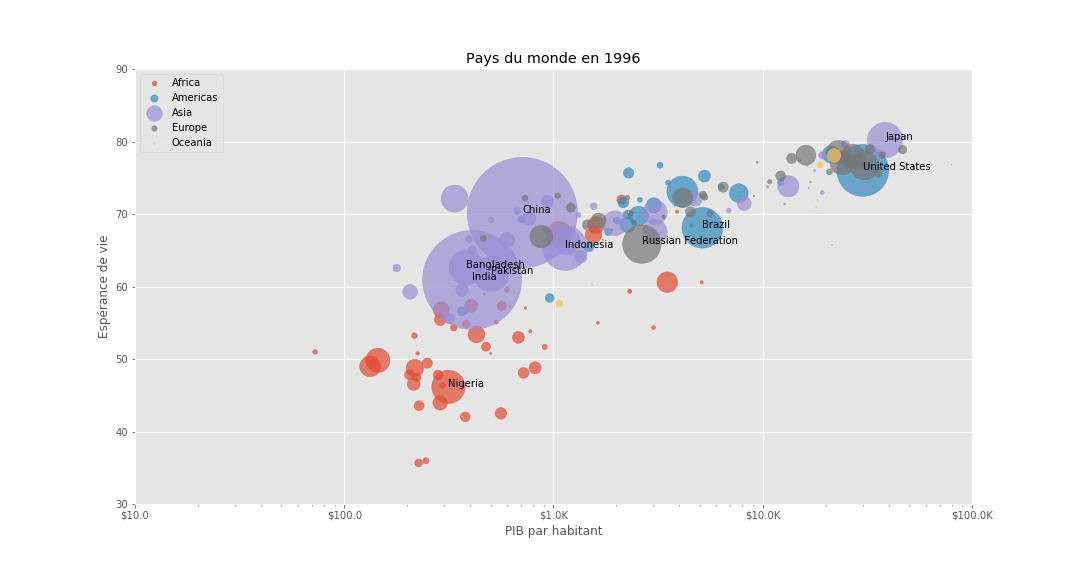 Pays du monde en 1996
90
80
70
60
50
40
30
Espérance de vie
Africa
Americas
Asia
Europe
Oceania
Japan
United States
China
Brazil
Russian Federation
Indonesia
Bangladesh
Pakistan
India
Nigeria
$10.0
$100.0
$1.0K
$10.0K
$100.0K
PIB par habitant